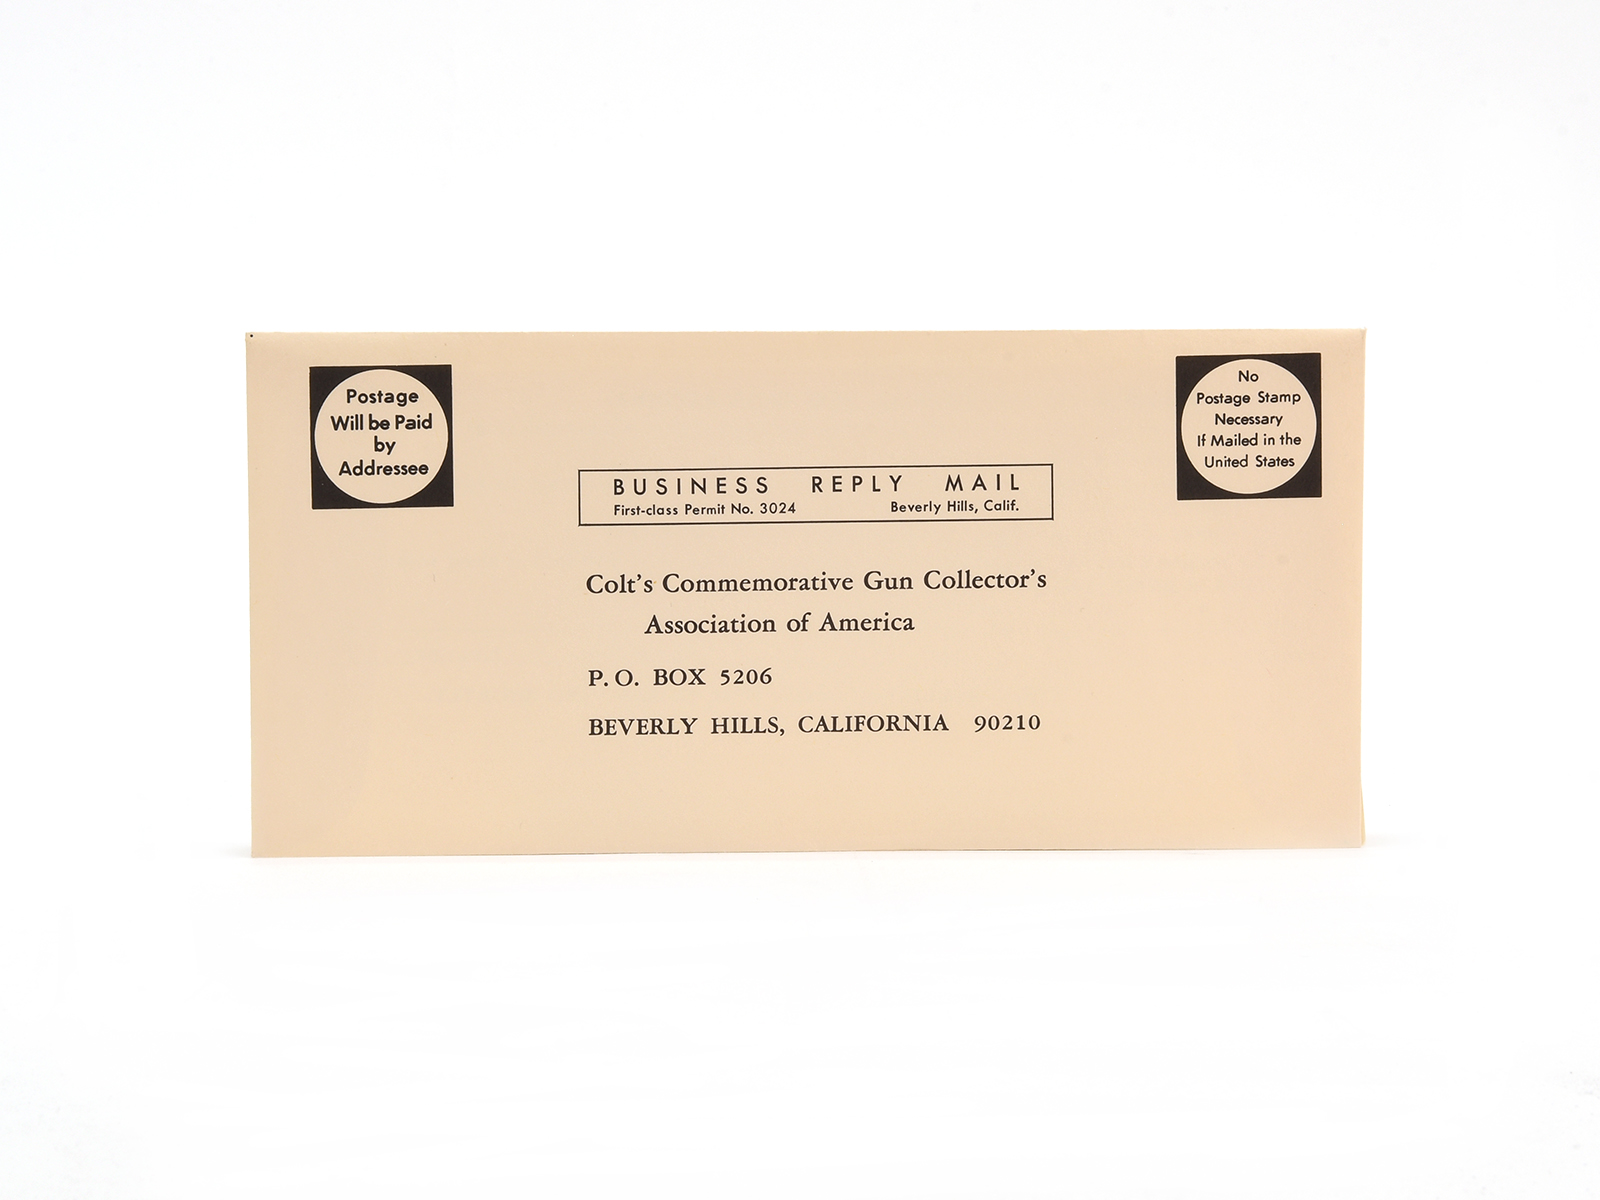 Postage
Will be Paid
by
Addressee
No
Postage Stamp
Necessary
If Mailed in the
United States
BUSINESS REPLY MAIL
First-class Permit No. 3024 Beverly Hills, Calif.
Colt's Commemorative Gun Collector's
Association of America
P. O. BOX 5206
BEVERLY HILLS, CALIFORNIA 90210